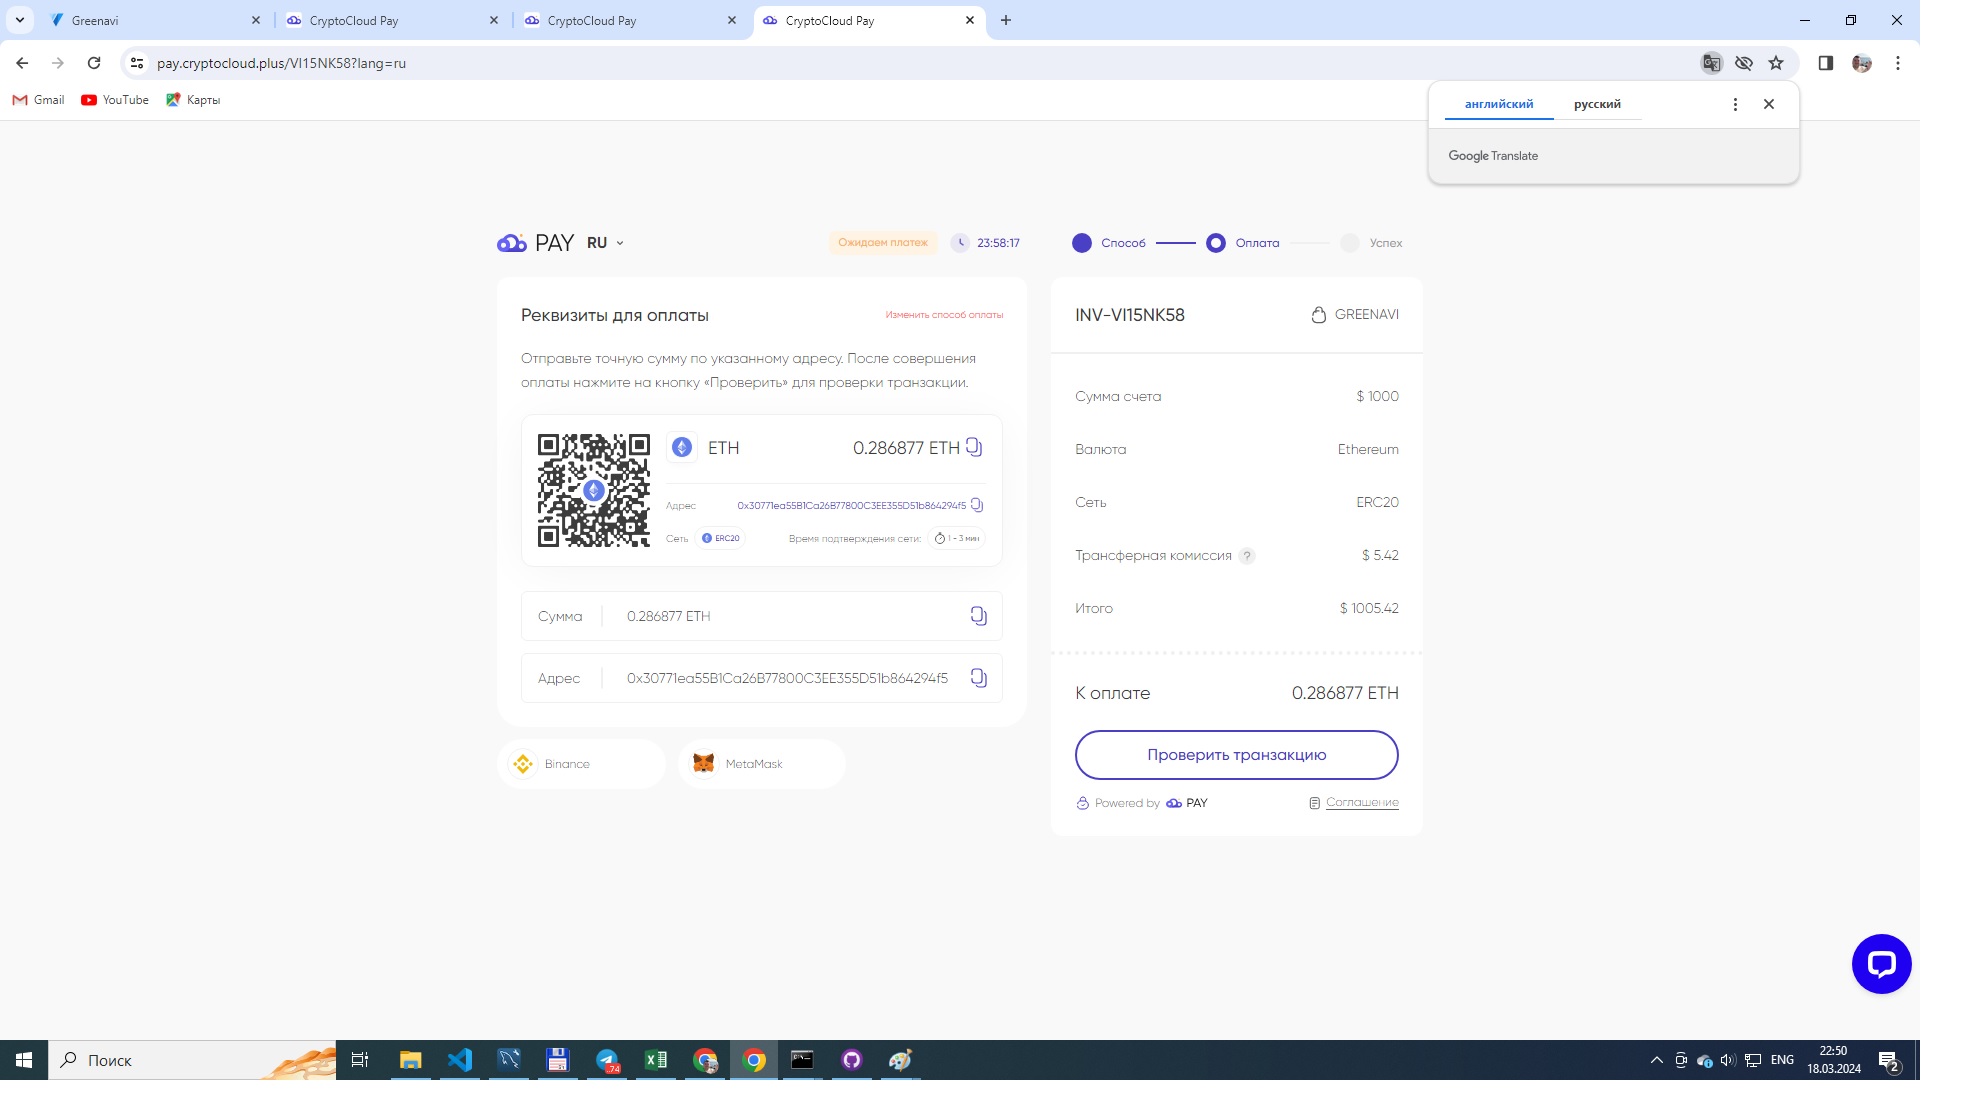 Greenavi
CryptoCloud Pay
CryptoCloud Pay
CryptoCloud Pay
pay.cryptocloud.plus/VI15NK58?lang=ru
Gmail
YouTube
Карты
английский
русский
Google Translate
PAY RU
Ожидаем платеж
23:58:17
Способ
Оплата
Успех
Реквизиты для оплаты
Изменить способ оплаты
Отправьте точную сумму по указанному адресу. После совершения
оплаты нажмите на кнопку «Проверить» для проверки транзакции.
ETH
0.286877 ETH
Адрес
0x30771ea55B1Ca26B77800C3EE355D51b864294f5
Сеть
ERC20
Время подтверждения сети:
1 - 3 мин
Сумма
0.286877 ETH
Адрес
0x30771ea55B1Ca26B77800C3EE355D51b864294f5
Binance
MetaMask
INV-VI15NK58
GREENAVI
Сумма счета
$ 1000
Валюта
Ethereum
Сеть
ERC20
Трансферная комиссия ?
$ 5.42
Итого
$ 1005.42
К оплате
0.286877 ETH
Проверить транзакцию
Powered by PAY
Соглашение
Поиск
74
ENG
22:50
18.03.2024
2